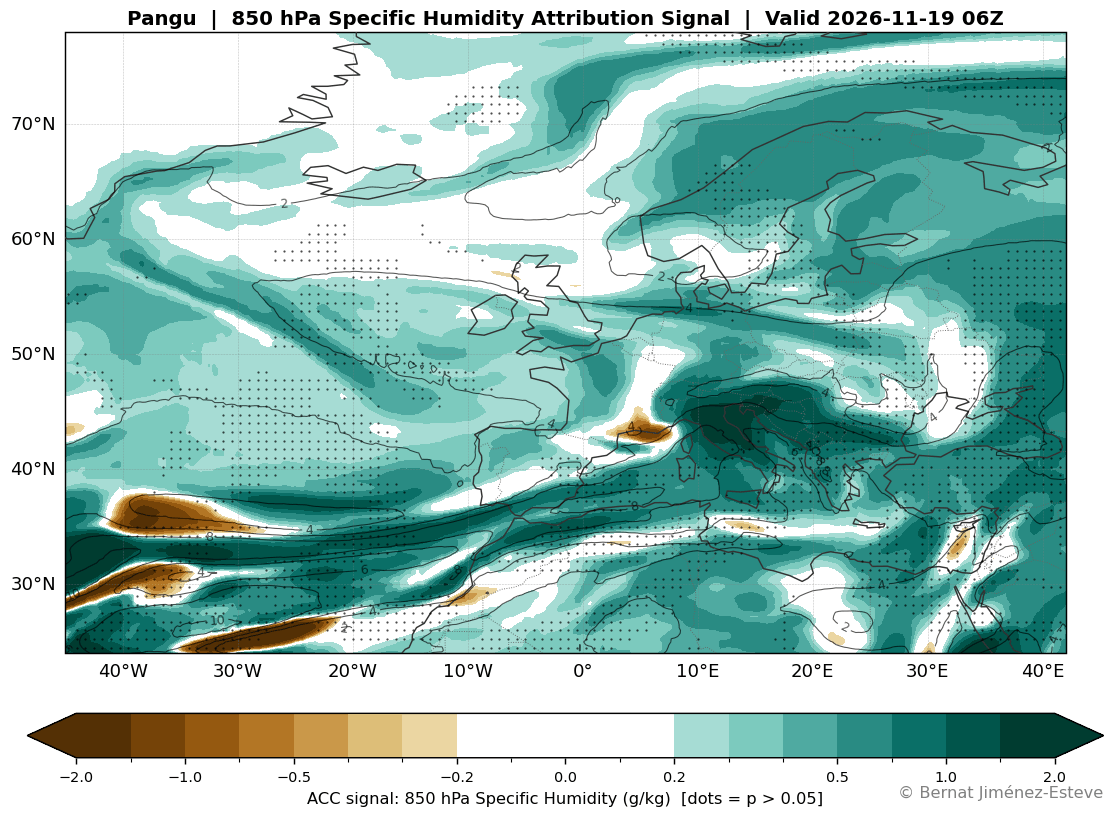 Pangu | 850 hPa Specific Humidity Attribution Signal | Valid 2026-11-19 06Z
70°N
60°N
50°N
40°N
30°N
40°W 30°W 20°W 10°W 0° 10°E 20°E 30°E 40°E
−2.0 −1.0 −0.5 −0.2 0.0 0.2 0.5 1.0 2.0
ACC signal: 850 hPa Specific Humidity (g/kg) [dots = p > 0.05]
© Bernat Jiménez-Esteve